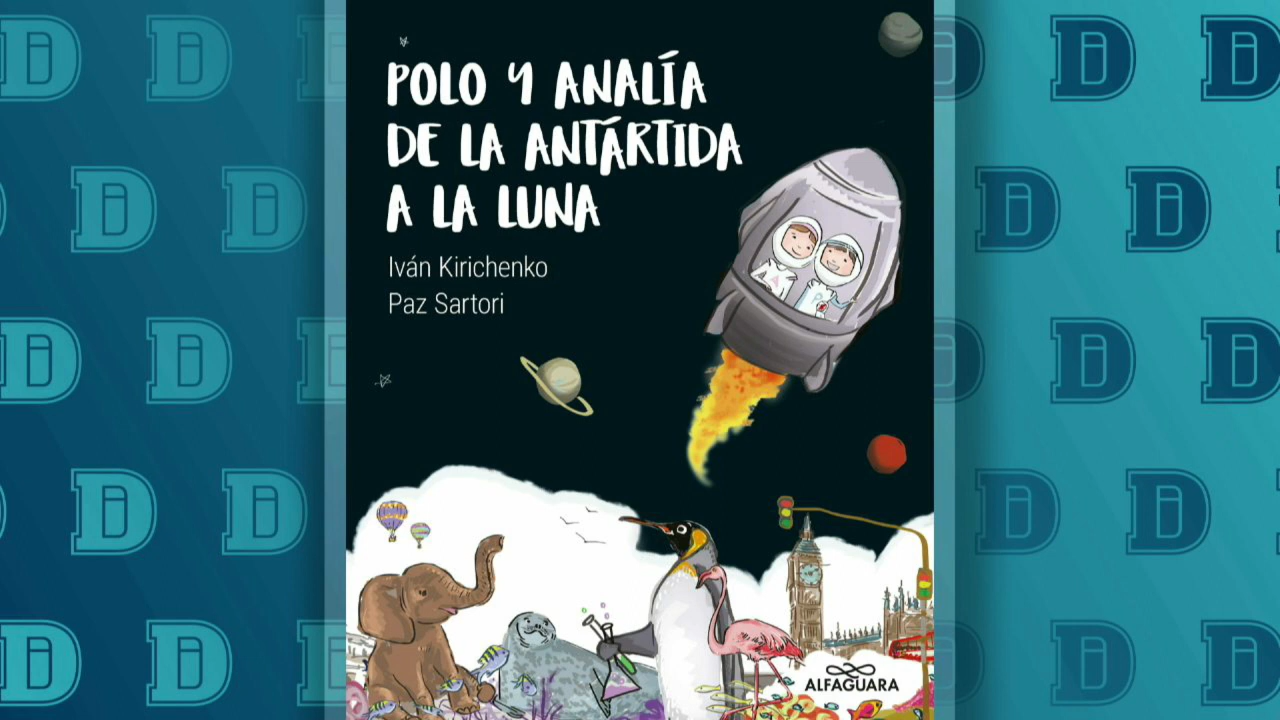 POLO Y ANALÍA
DE LA ANTÁRTIDA
A LA LUNA
Iván Kirichenko
Paz Sartori
A
P
ALFAGUARA